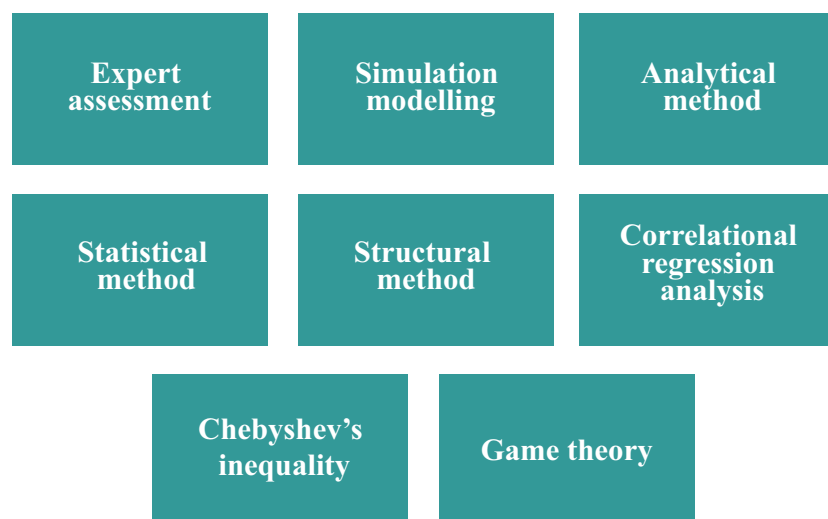 Expert
assessment
Simulation
modelling
Analytical
method
Statistical
method
Structural
method
Correlational
regression
analysis
Chebyshev’s
inequality
Game theory